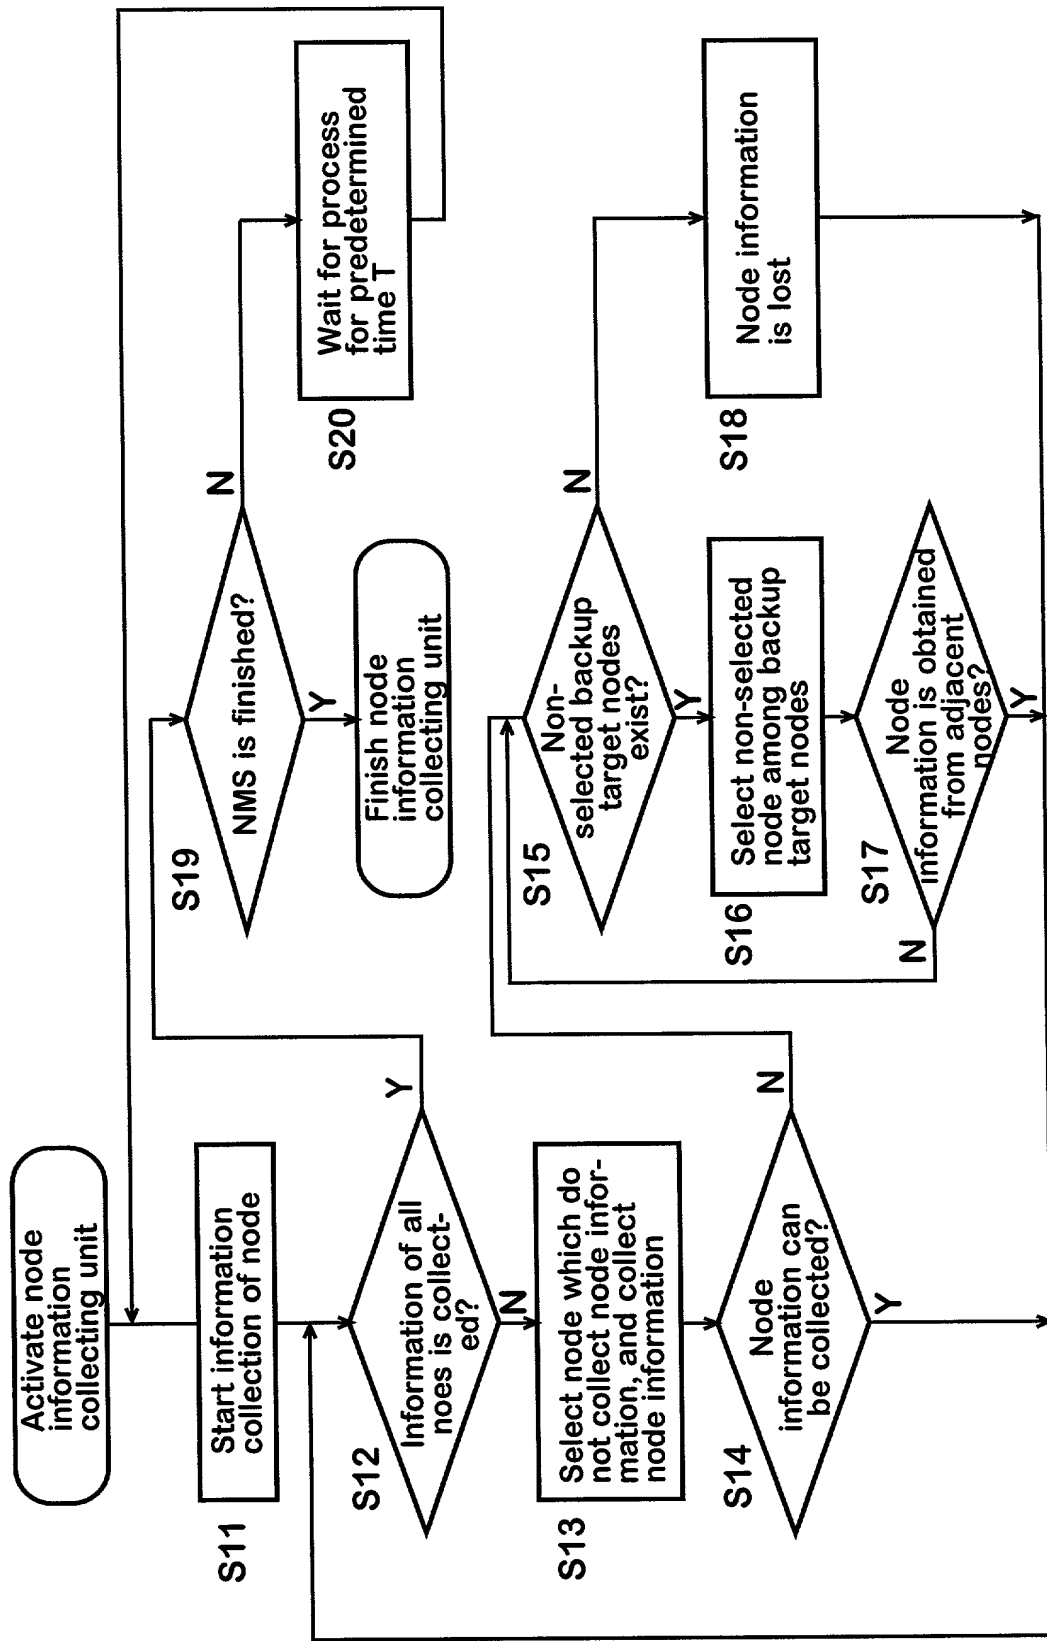 Activate node
information
collecting unit
S11
Start information
collection of node
S12
Information of all
noes is collect-
ed?
Y
N
S13
Select node which do
not collect node infor-
mation, and collect
node information
S14
Node
information can
be collected?
N
Y
S19
NMS is finished?
N
Y
Finish node
information
collecting unit
S20
Wait for process
for predetermined
time T
S15
Non-
selected backup
target nodes
exist?
N
Y
S16
Select non-selected
node among backup
target nodes
S17
Node
information is obtained
from adjacent
nodes?
N
Y
S18
Node information
is lost